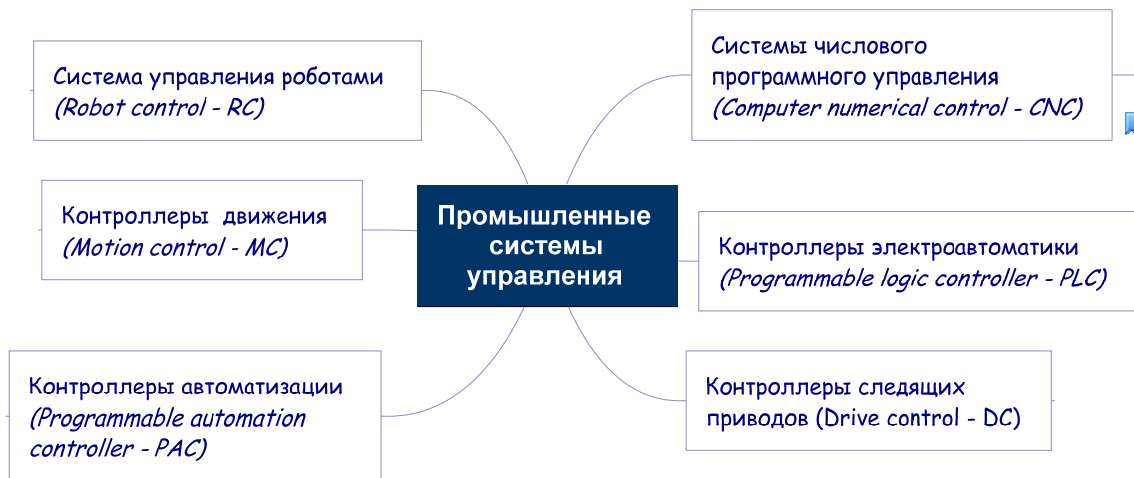 Система управления роботами
(Robot control - RC)
Системы числового
программного управления
(Computer numerical control - CNC)
Контроллеры движения
(Motion control - MC)
Промышленные
системы
управления
Контроллеры электроавтоматики
(Programmable logic controller - PLC)
Контроллеры автоматизации
(Programmable automation
controller - PAC)
Контроллеры следящих
приводов (Drive control - DC)